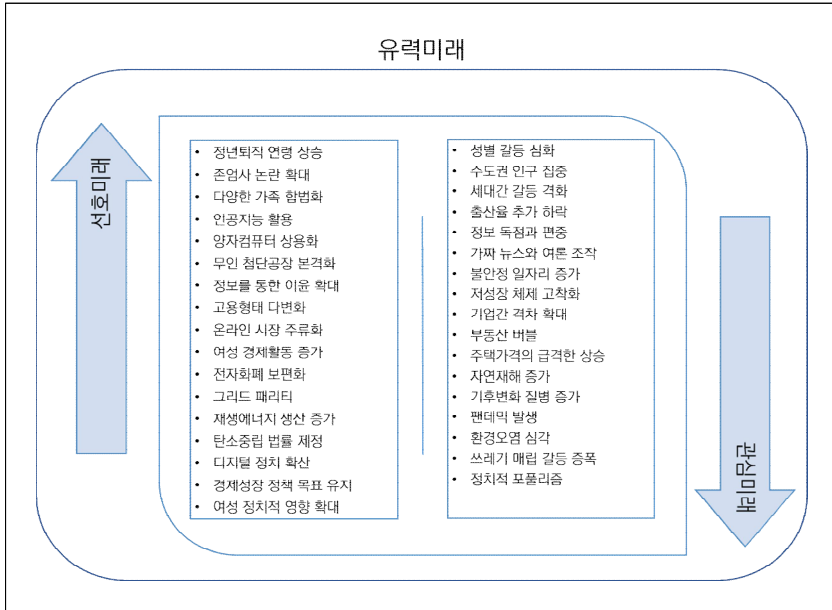 유력미래
선호미래
• 정년퇴직 연령 상승
• 존엄사 논란 확대
• 다양한 가족 합법화
• 인공지능 활용
• 양자컴퓨터 상용화
• 무인 첨단공장 본격화
• 정보를 통한 이윤 확대
• 고용형태 다변화
• 온라인 시장 주류화
• 여성 경제활동 증가
• 전자화폐 보편화
• 그리드 패리티
• 재생에너지 생산 증가
• 탄소중립 법률 제정
• 디지털 정치 확산
• 경제성장 정책 목표 유지
• 여성 정치적 영향 확대
• 성별 갈등 심화
• 수도권 인구 집중
• 세대간 갈등 격화
• 출산율 추가 하락
• 정보 독점과 편중
• 가짜 뉴스와 여론 조작
• 불안정 일자리 증가
• 저성장 체제 고착화
• 기업간 격차 확대
• 부동산 버블
• 주택가격의 급격한 상승
• 자연재해 증가
• 기후변화 질병 증가
• 팬데믹 발생
• 환경오염 심각
• 쓰레기 매립 갈등 증폭
• 정치적 포풀리즘
관심미래